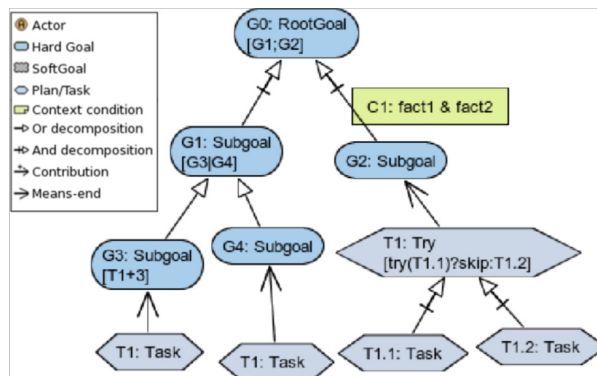 Actor
Hard Goal
SoftGoal
Plan/Task
Context condition
Or decomposition
And decomposition
Contribution
Means-end
G0: RootGoal
[G1;G2]
C1: fact1 & fact2
G1: Subgoal
[G3|G4]
G2: Subgoal
G3: Subgoal
[T1+3]
G4: Subgoal
T1: Try
[try(T1.1)?skip:T1.2]
T1: Task
T1: Task
T1.1: Task
T1.2: Task